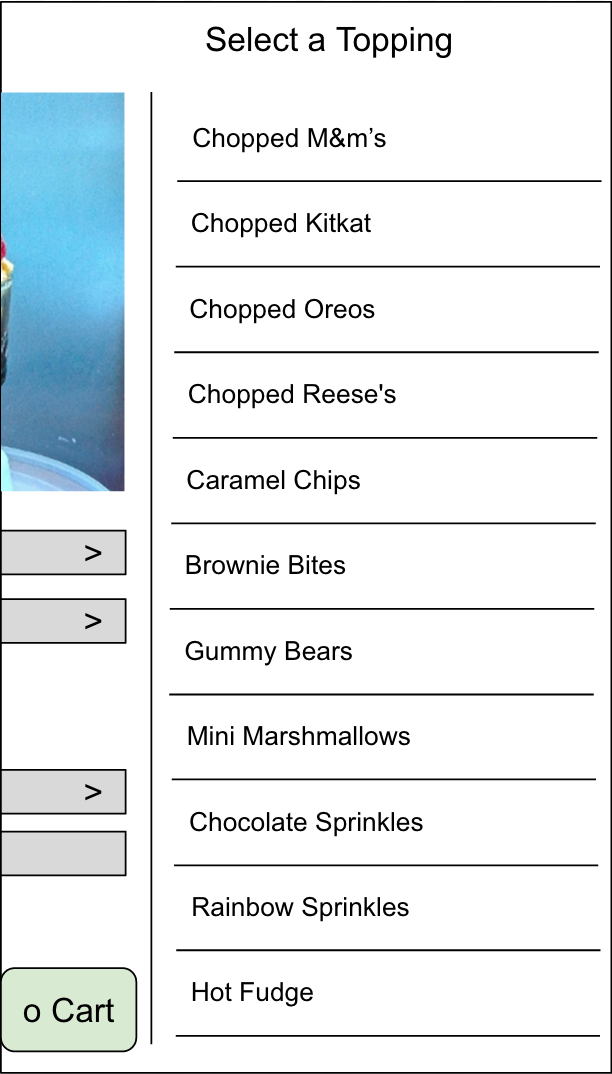 Select a Topping
Chopped M&m’s
Chopped Kitkat
Chopped Oreos
Chopped Reese's
Caramel Chips
Brownie Bites
Gummy Bears
Mini Marshmallows
Chocolate Sprinkles
Rainbow Sprinkles
Hot Fudge
>
>
>
o Cart